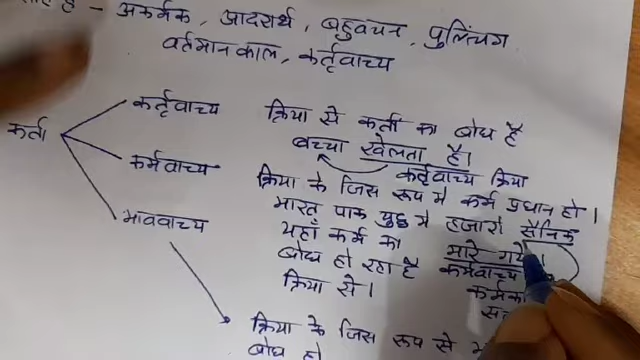 है - अकर्मक, आदरार्थ, बहुवचन, पुल्लिंग
वर्तमान काल, कर्तृवाच्य
कर्ता
कर्तृवाच्य
कर्मवाच्य
भाववाच्य
क्रिया से कर्ता का बोध है
बच्चा खेलता है।
कर्तृवाच्य क्रिया
क्रिया के जिस रूप मे कर्म प्रधान हो।
भारत पाक युद्ध मे हजारो सैनिक
मारे गये।
यहाँ कर्म का
बोध हो रहा है
क्रिया से।
कर्मवाच्य
कर्म
क्रिया के जिस रूप से
बोध हो